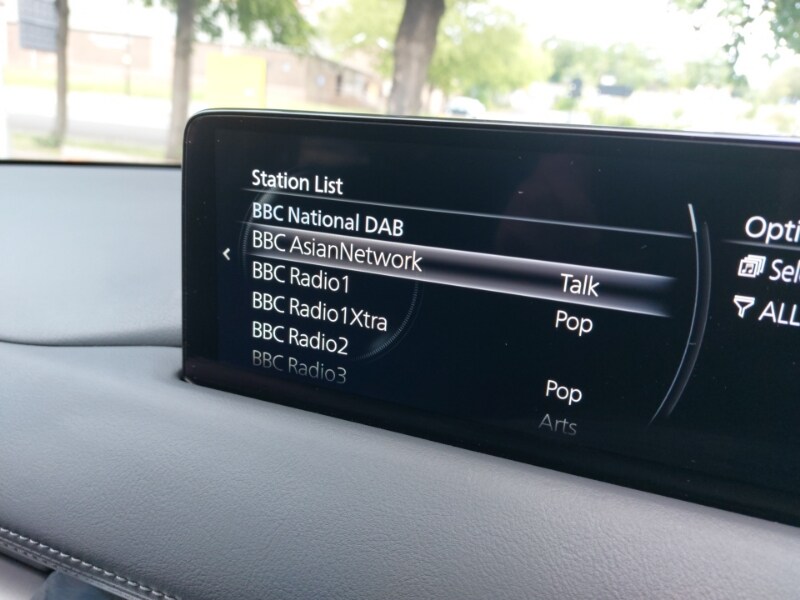 Station List
BBC National DAB
BBC AsianNetwork Talk
BBC Radio1 Pop
BBC Radio1Xtra
BBC Radio2 Pop
BBC Radio3 Arts
Opti
Sel
ALL